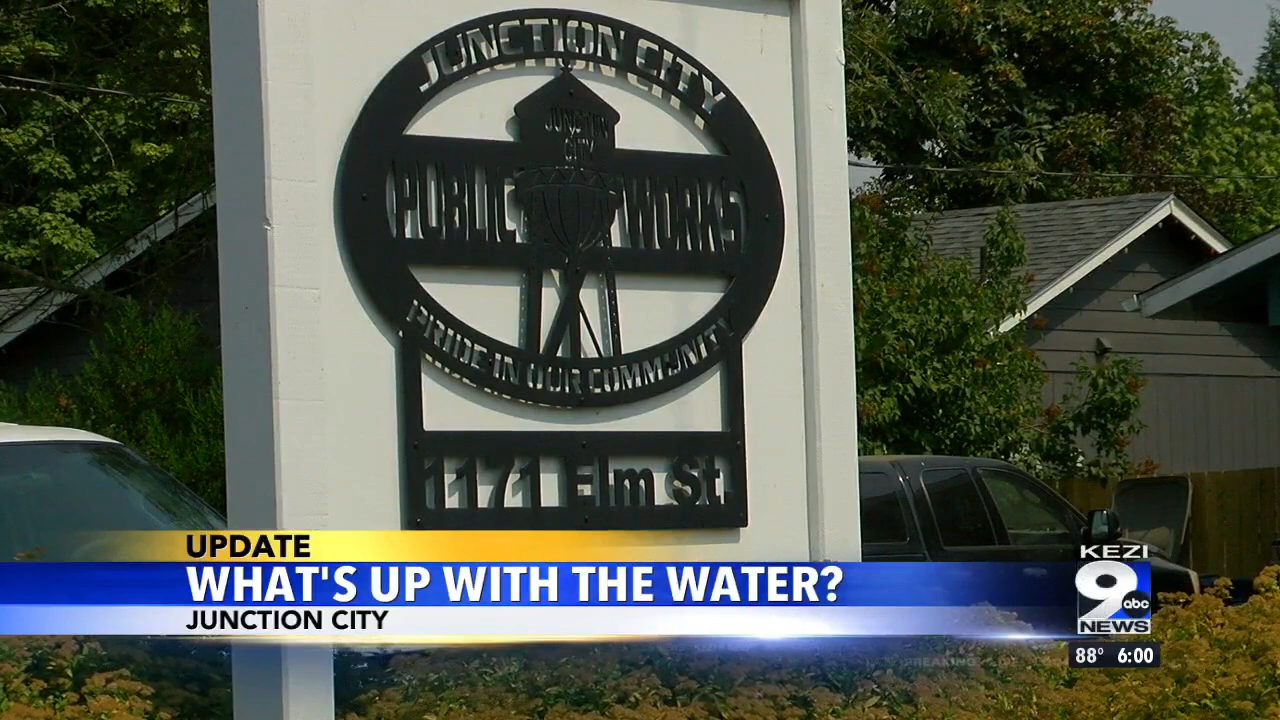 JUNCTION CITY
JUNCTION
CITY
PUBLIC WORKS
PRIDE IN OUR COMMUNITY
1171 Elm St.
UPDATE
WHAT'S UP WITH THE WATER?
JUNCTION CITY
KEZI
9
abc
NEWS
88° 6:00